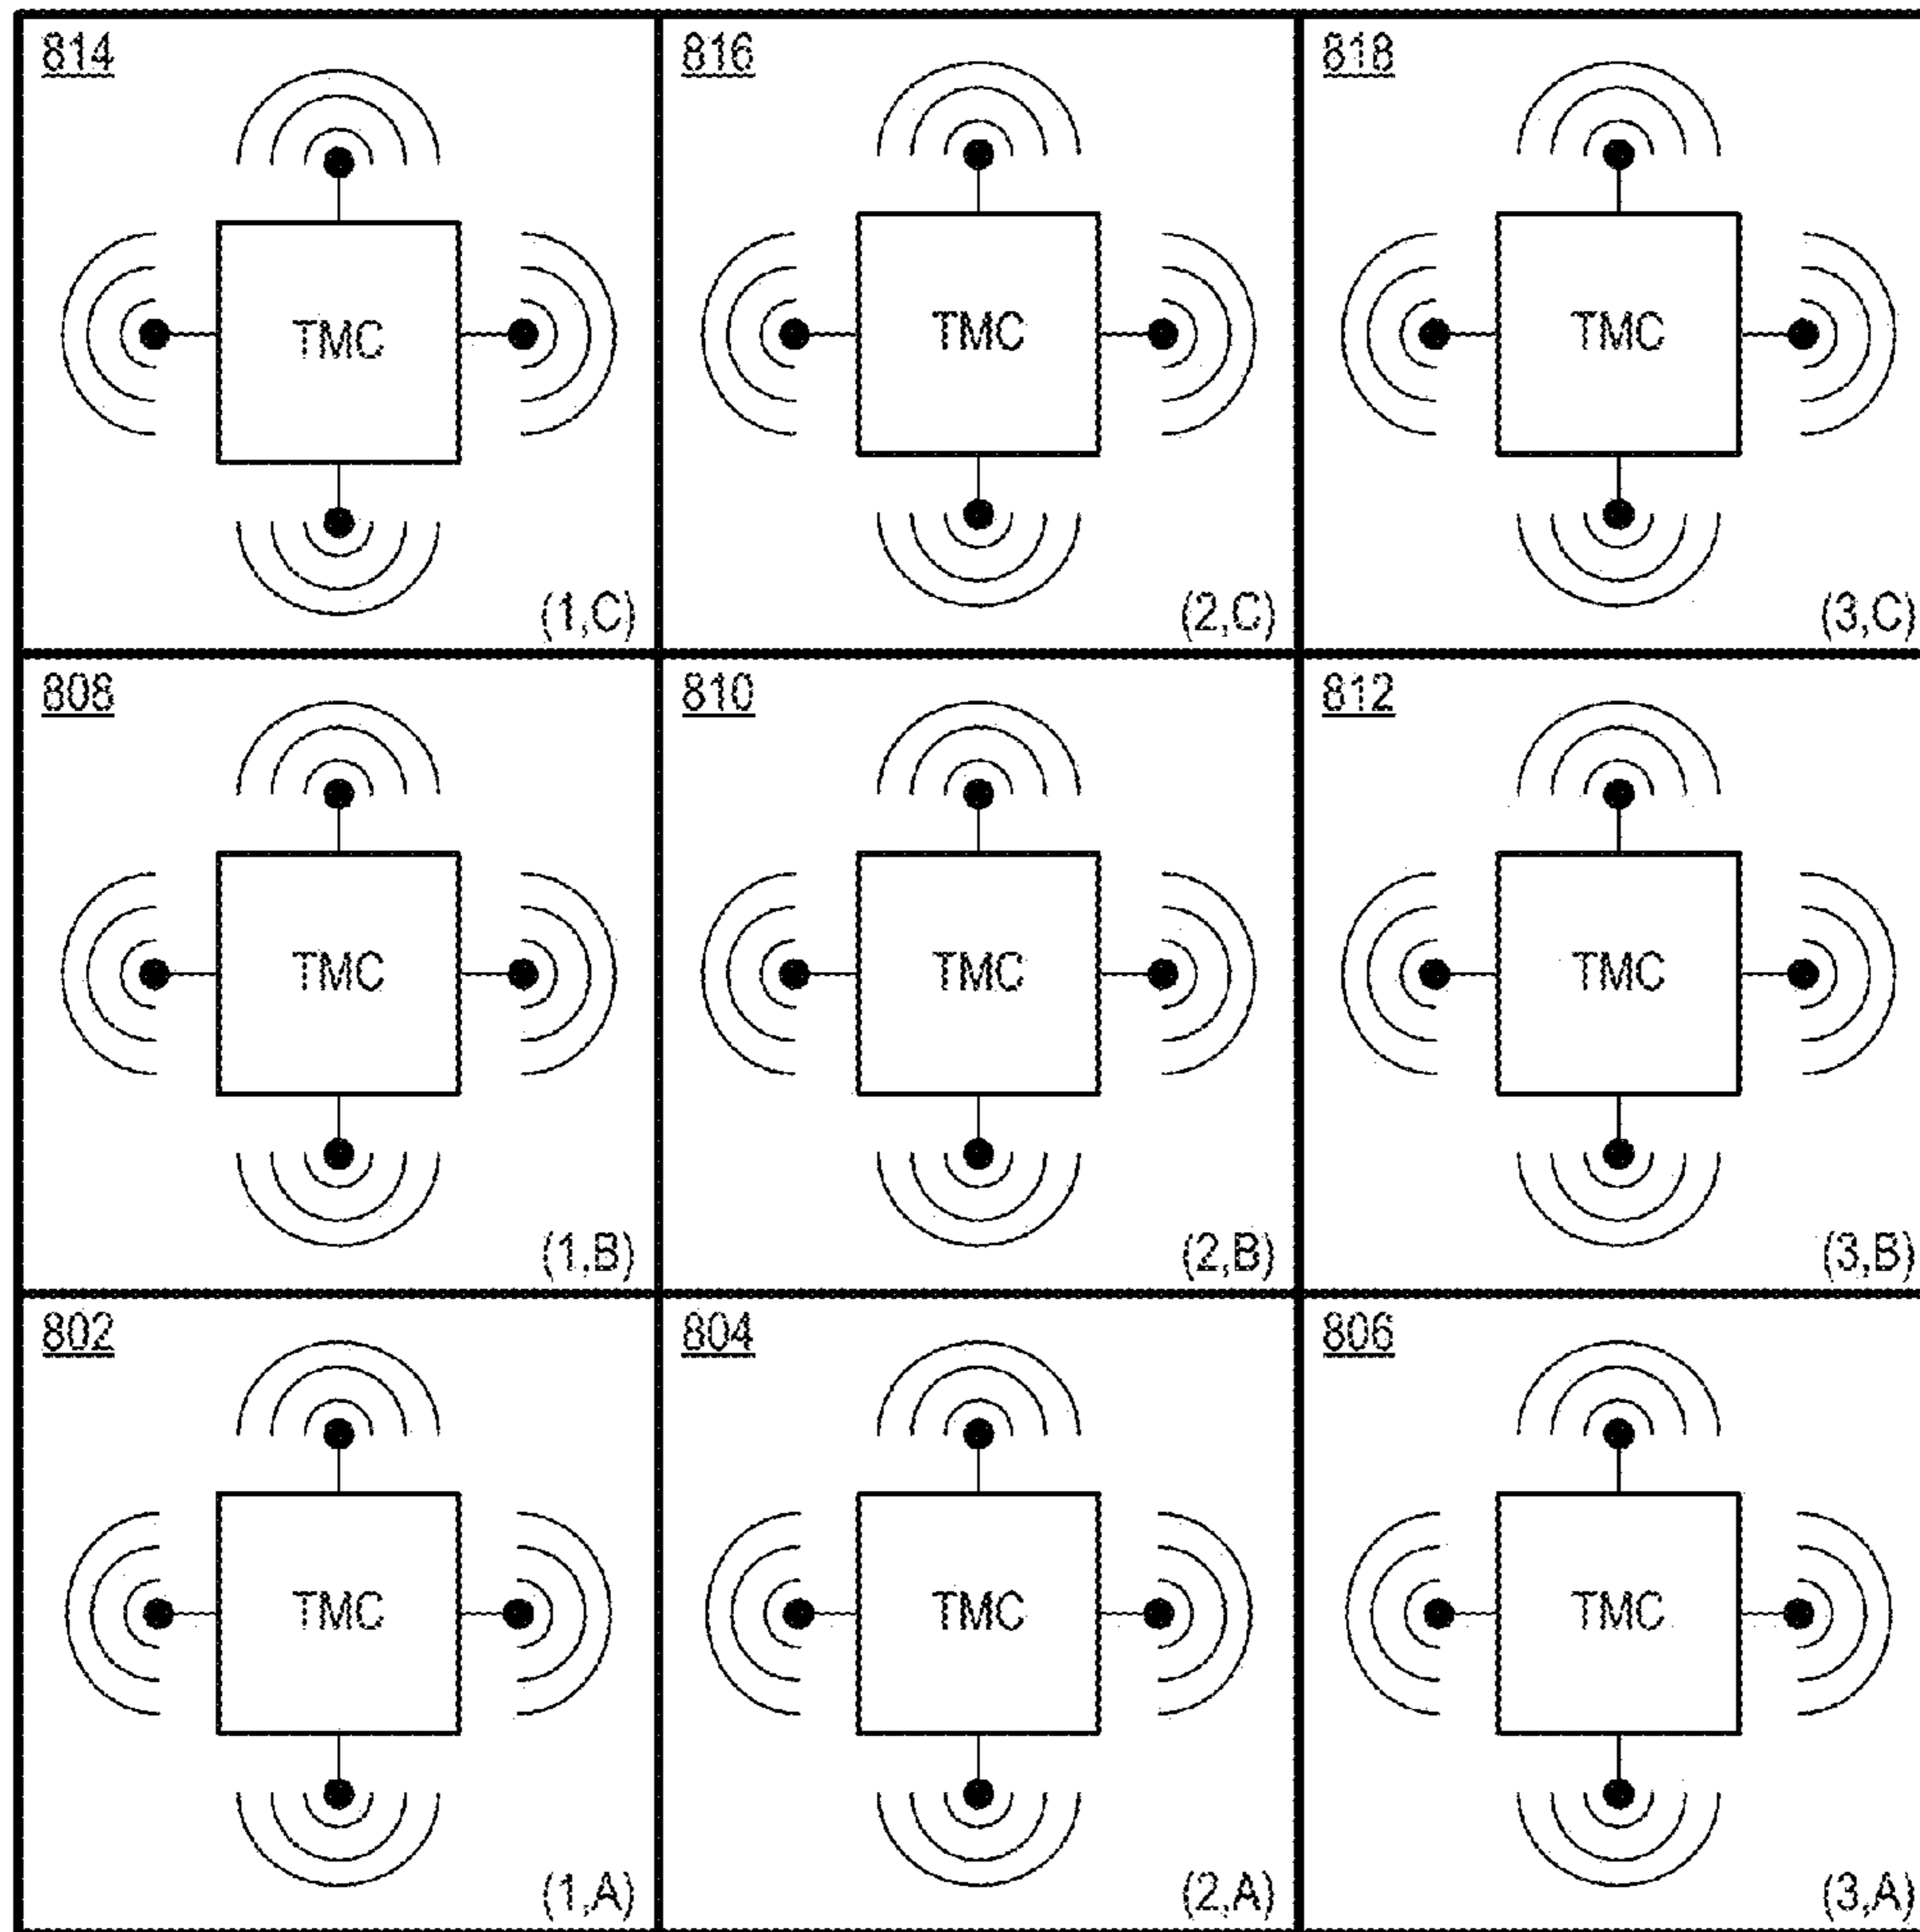 814
TMC
(1,C)
816
TMC
(2,C)
818
TMC
(3,C)
808
TMC
(1,B)
810
TMC
(2,B)
812
TMC
(3,B)
802
TMC
(1,A)
804
TMC
(2,A)
806
TMC
(3,A)